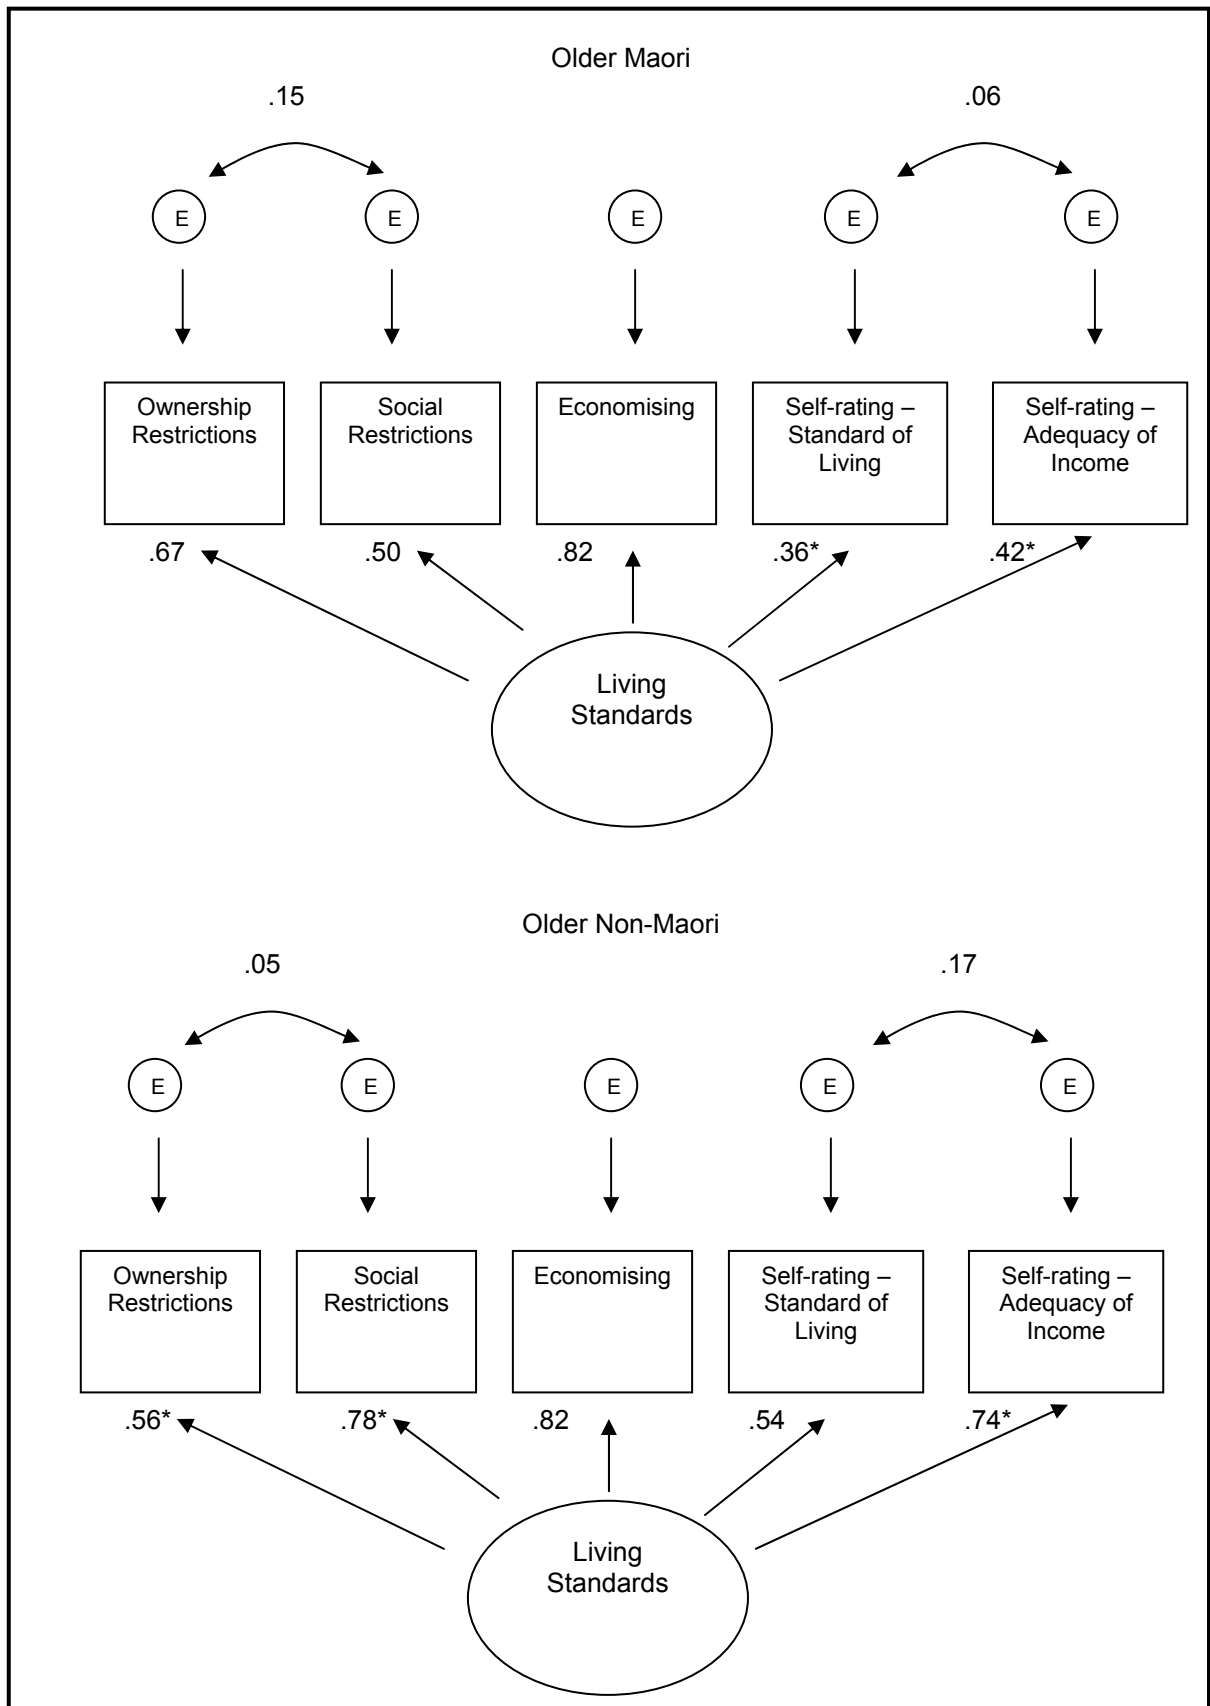 Older Maori
.15
.06
E
E
E
E
E
Ownership
Restrictions
Social
Restrictions
Economising
Self-rating –
Standard of
Living
Self-rating –
Adequacy of
Income
.67
.50
.82
.36*
.42*
Living
Standards
Older Non-Maori
.05
.17
E
E
E
E
E
Ownership
Restrictions
Social
Restrictions
Economising
Self-rating –
Standard of
Living
Self-rating –
Adequacy of
Income
.56*
.78*
.82
.54
.74*
Living
Standards